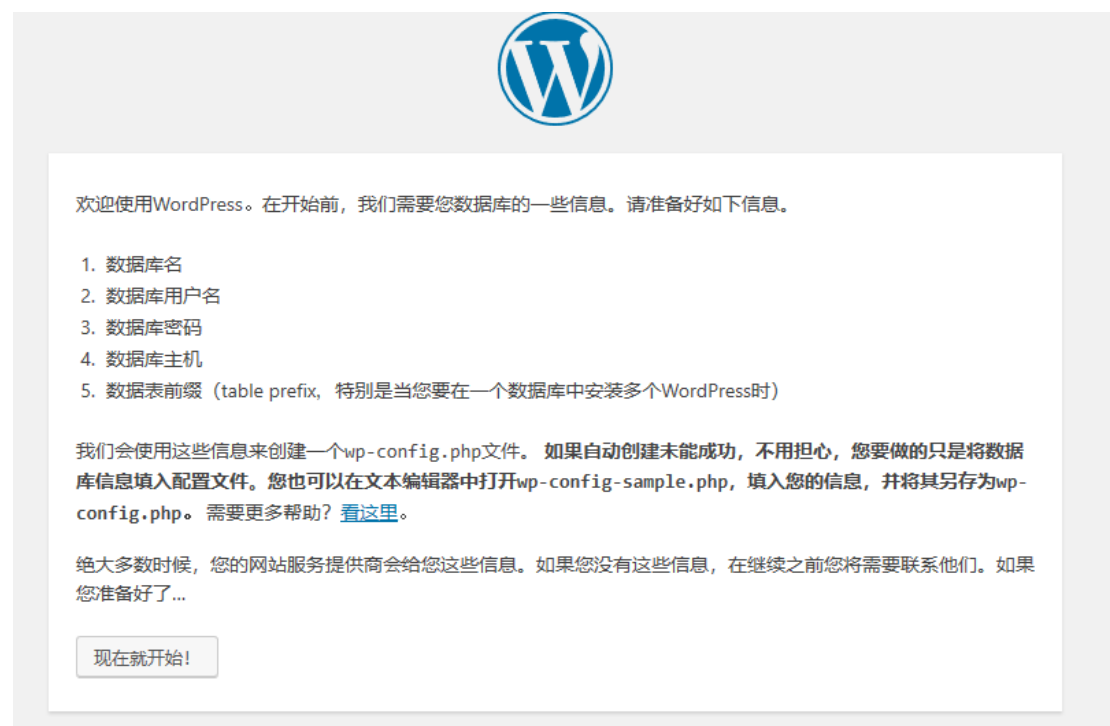 欢迎使用WordPress。在开始前，我们需要您数据库的一些信息。请准备好如下信息。
1. 数据库名
2. 数据库用户名
3. 数据库密码
4. 数据库主机
5. 数据表前缀（table prefix, 特别是当您要在一个数据库中安装多个WordPress时）
我们会使用这些信息来创建一个wp-config.php文件。 如果自动创建未能成功，不用担心，您要做的只是将数据
库信息填入配置文件。您也可以在文本编辑器中打开wp-config-sample.php，填入您的信息，并将其另存为wp-
config.php。 需要更多帮助？看这里。
绝大多数时候，您的网站服务提供商会给您这些信息。如果您没有这些信息，在继续之前您将需要联系他们。如果
您准备好了...
现在就开始！